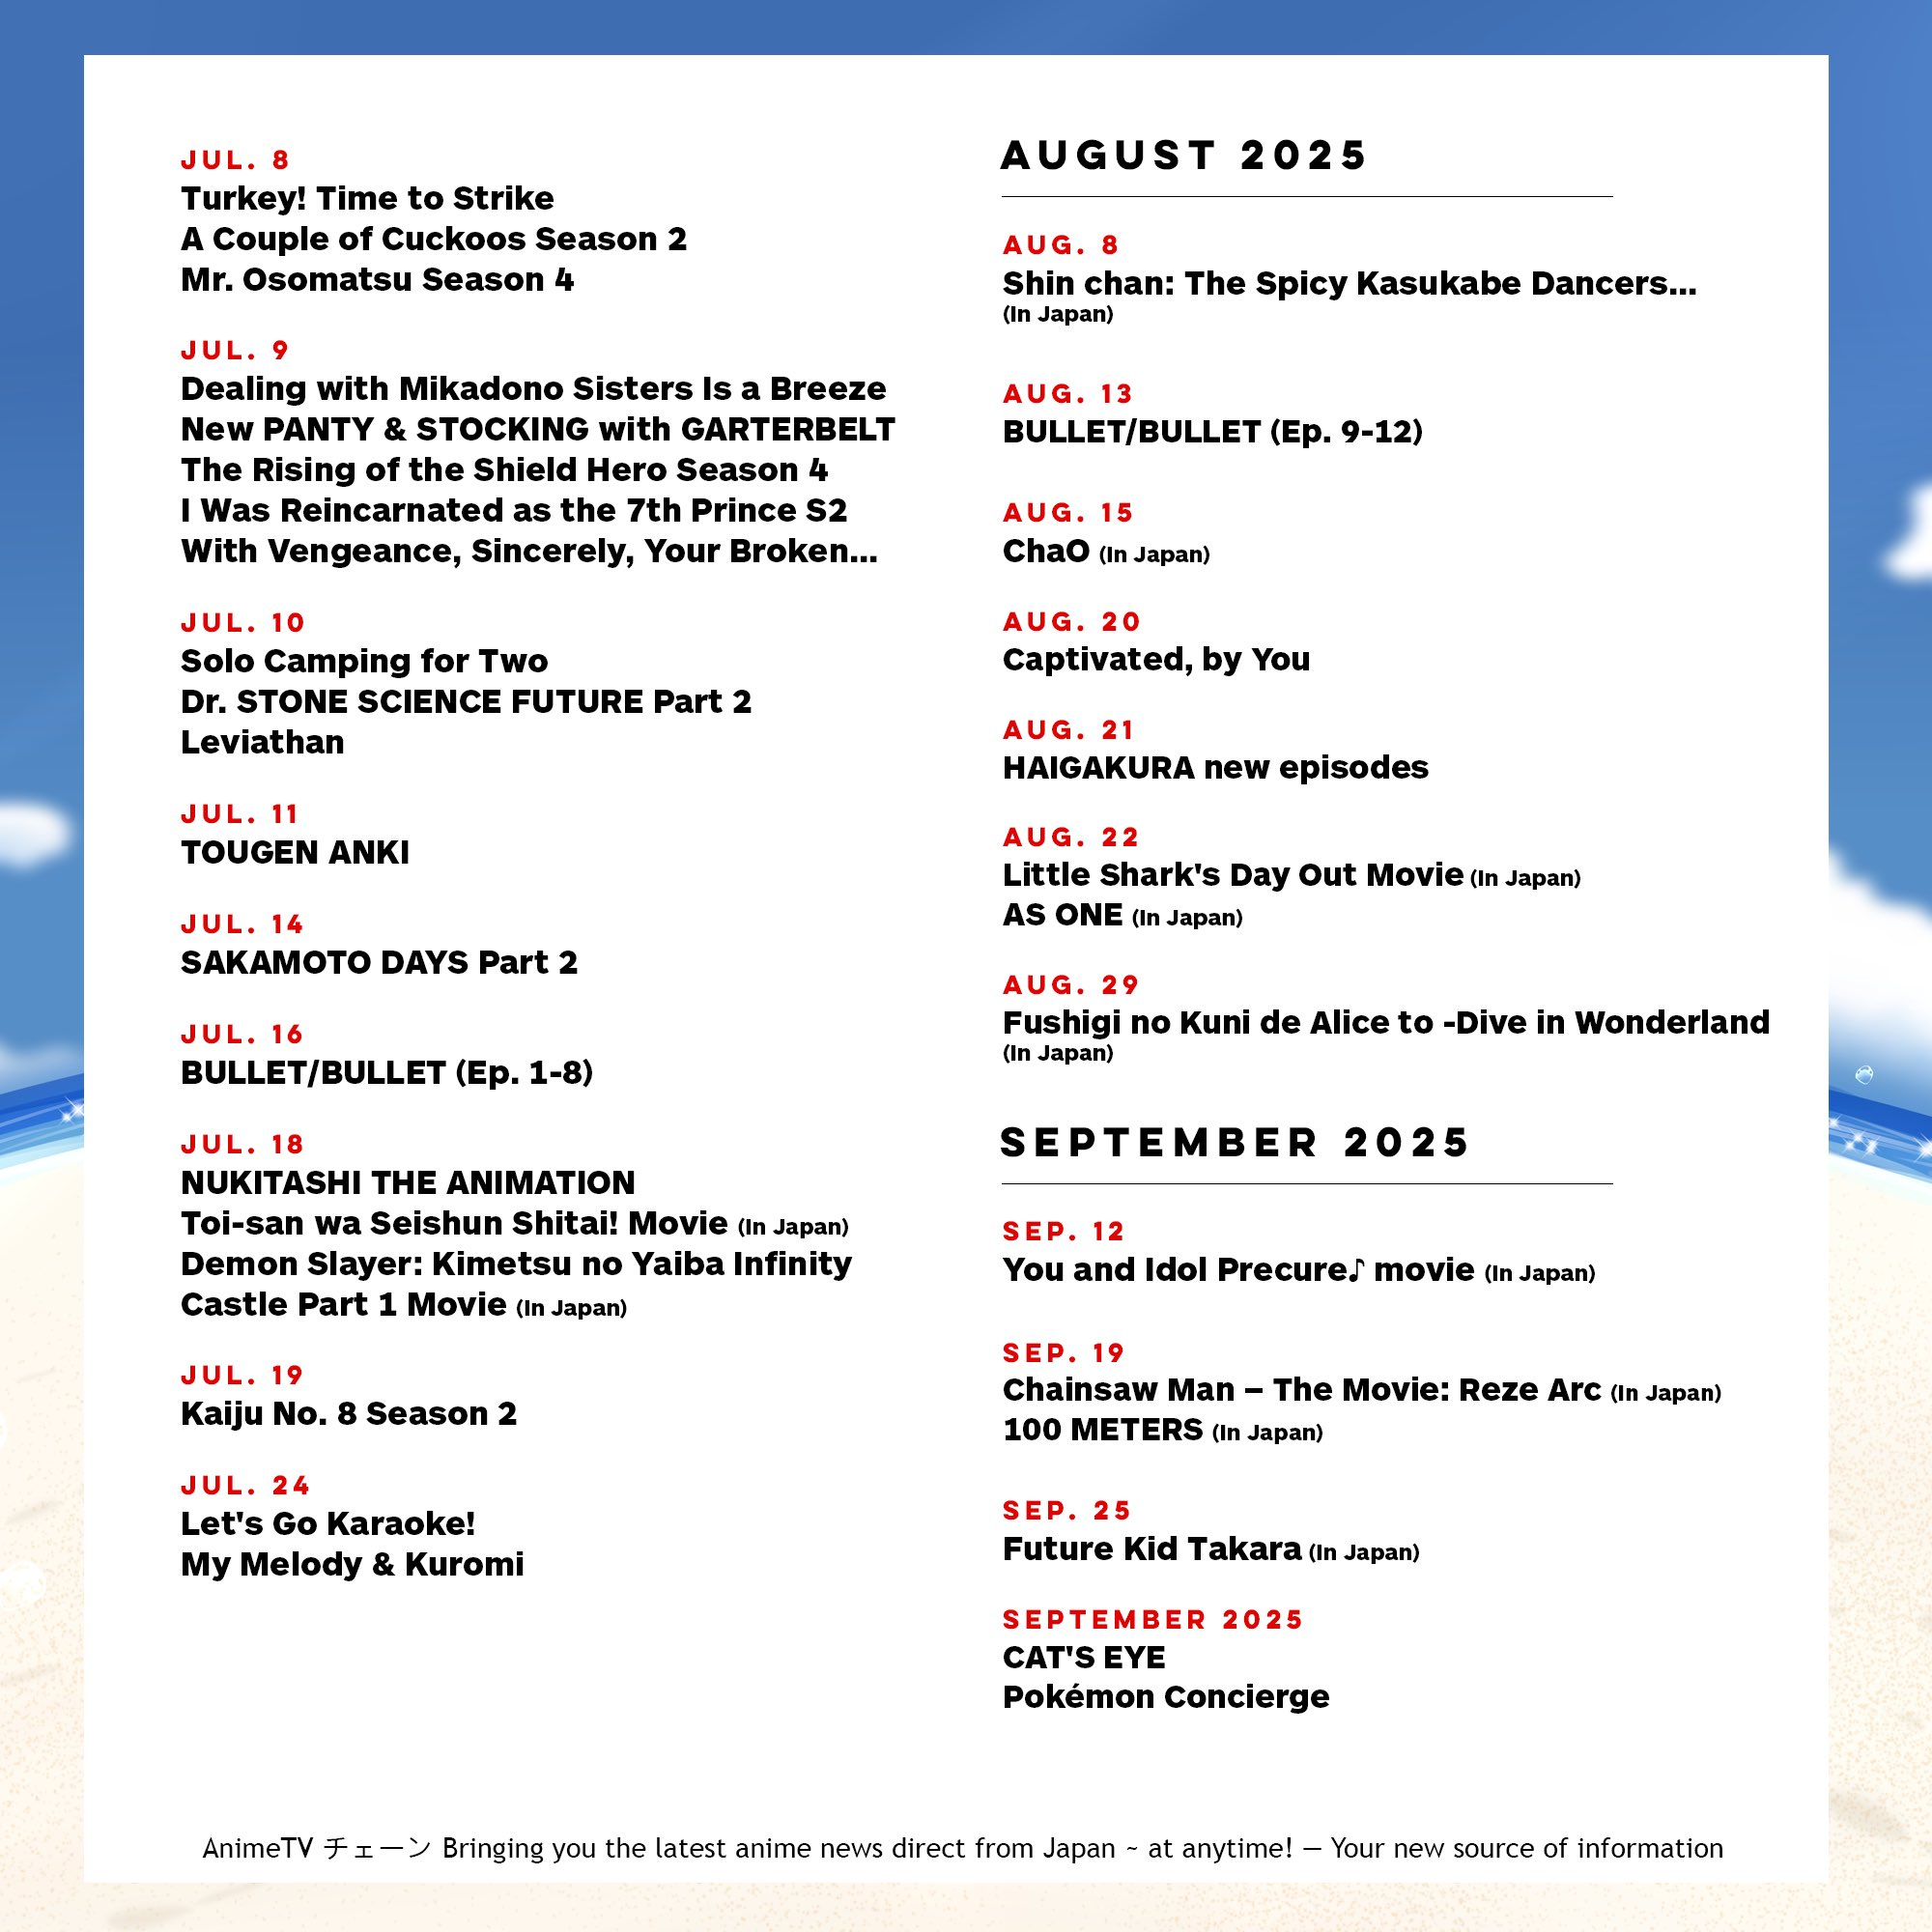 JUL. 8
Turkey! Time to Strike
A Couple of Cuckoos Season 2
Mr. Osomatsu Season 4
JUL. 9
Dealing with Mikadono Sisters Is a Breeze
New PANTY & STOCKING with GARTERBELT
The Rising of the Shield Hero Season 4
I Was Reincarnated as the 7th Prince S2
With Vengeance, Sincerely, Your Broken...
JUL. 10
Solo Camping for Two
Dr. STONE SCIENCE FUTURE Part 2
Leviathan
JUL. 11
TOUGEN ANKI
JUL. 14
SAKAMOTO DAYS Part 2
JUL. 16
BULLET/BULLET (Ep. 1-8)
JUL. 18
NUKITASHI THE ANIMATION
Toi-san wa Seishun Shitai! Movie (In Japan)
Demon Slayer: Kimetsu no Yaiba Infinity
Castle Part 1 Movie (In Japan)
JUL. 19
Kaiju No. 8 Season 2
JUL. 24
Let's Go Karaoke!
My Melody & Kuromi
AUGUST 2025
AUG. 8
Shin chan: The Spicy Kasukabe Dancers...
(In Japan)
AUG. 13
BULLET/BULLET (Ep. 9-12)
AUG. 15
ChaO (In Japan)
AUG. 20
Captivated, by You
AUG. 21
HAIGAKURA new episodes
AUG. 22
Little Shark's Day Out Movie (In Japan)
AS ONE (In Japan)
AUG. 29
Fushigi no Kuni de Alice to -Dive in Wonderland
(In Japan)
SEPTEMBER 2025
SEP. 12
You and Idol Precure♪ movie (In Japan)
SEP. 19
Chainsaw Man – The Movie: Reze Arc (In Japan)
100 METERS (In Japan)
SEP. 25
Future Kid Takara (In Japan)
SEPTEMBER 2025
CAT'S EYE
Pokémon Concierge
AnimeTV チェーン Bringing you the latest anime news direct from Japan ~ at anytime! — Your new source of information